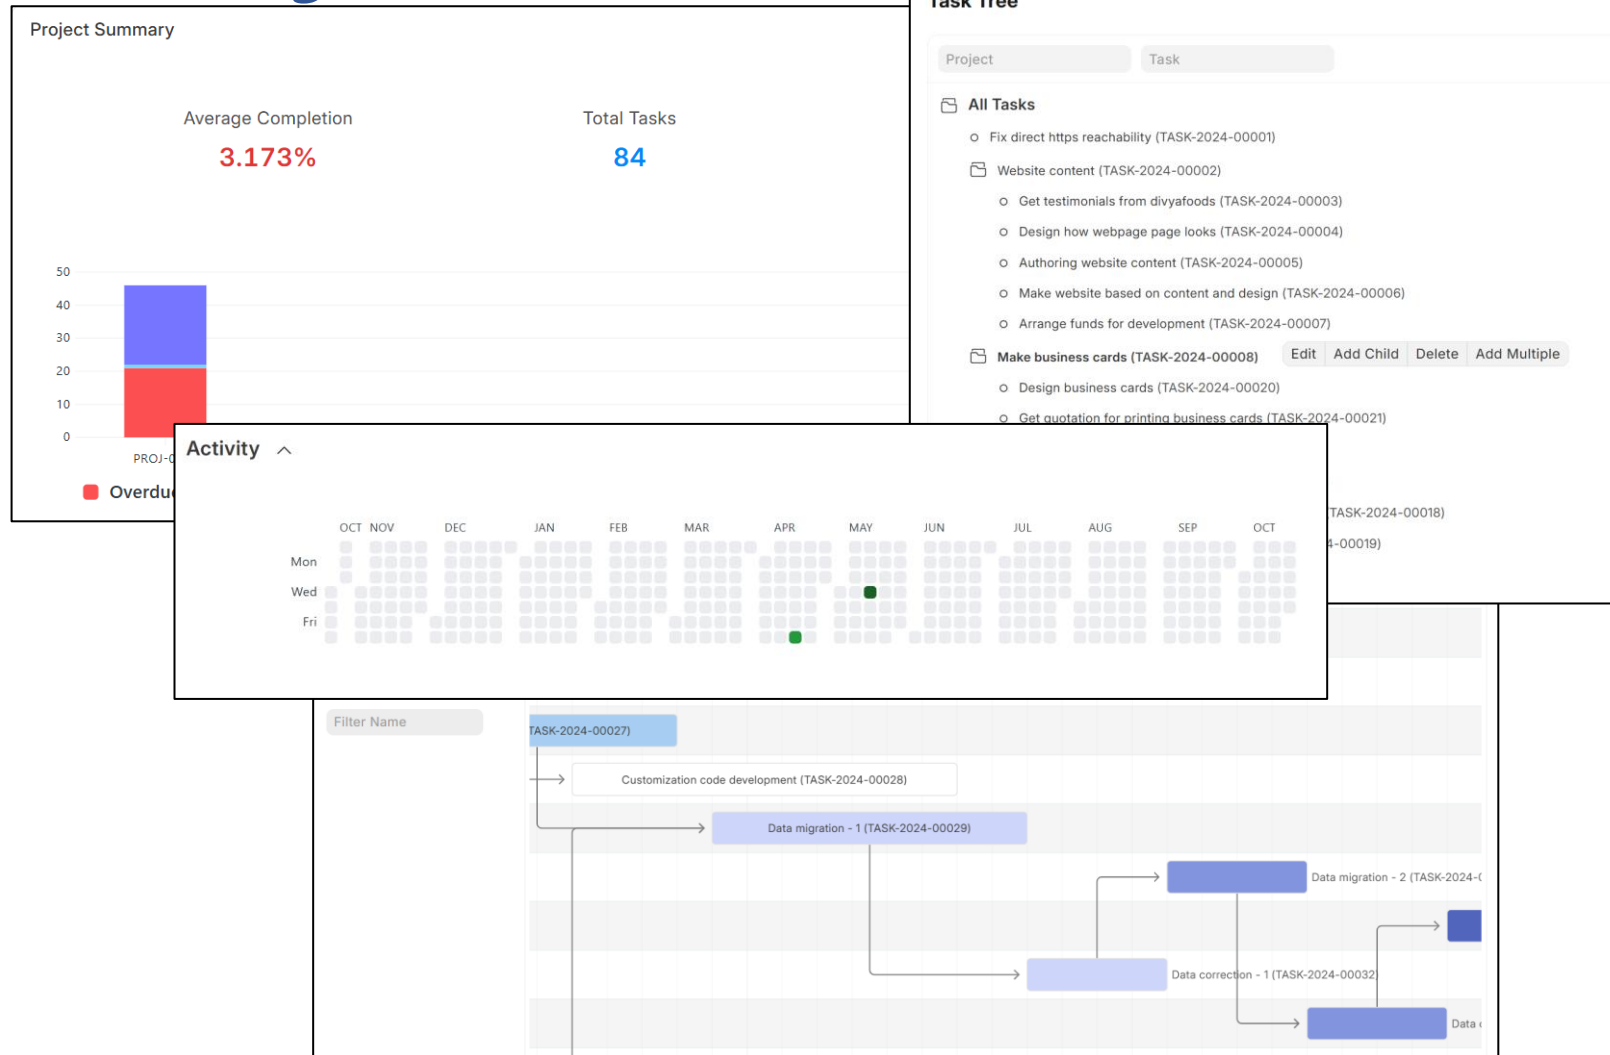 Project Summary
Average Completion
Total Tasks
3.173%
84
50
40
30
20
10
0
Task Tree
Project
Task
All Tasks
Fix direct https reachability (TASK-2024-00001)
Website content (TASK-2024-00002)
Get testimonials from divyafoods (TASK-2024-00003)
Design how webpage page looks (TASK-2024-00004)
Authoring website content (TASK-2024-00005)
Make website based on content and design (TASK-2024-00006)
Arrange funds for development (TASK-2024-00007)
Make business cards (TASK-2024-00008)
Edit
Add Child
Delete
Add Multiple
Design business cards (TASK-2024-00020)
Get quotation for printing business cards (TASK-2024-00021)
TASK-2024-00018)
-00019)
Activity
OCT NOV DEC JAN FEB MAR APR MAY JUN JUL AUG SEP OCT
Mon
Wed
Fri
Filter Name
TASK-2024-00027)
Customization code development (TASK-2024-00028)
Data migration - 1 (TASK-2024-00029)
Data migration - 2 (TASK-2024-
Data correction - 1 (TASK-2024-00032)
Data